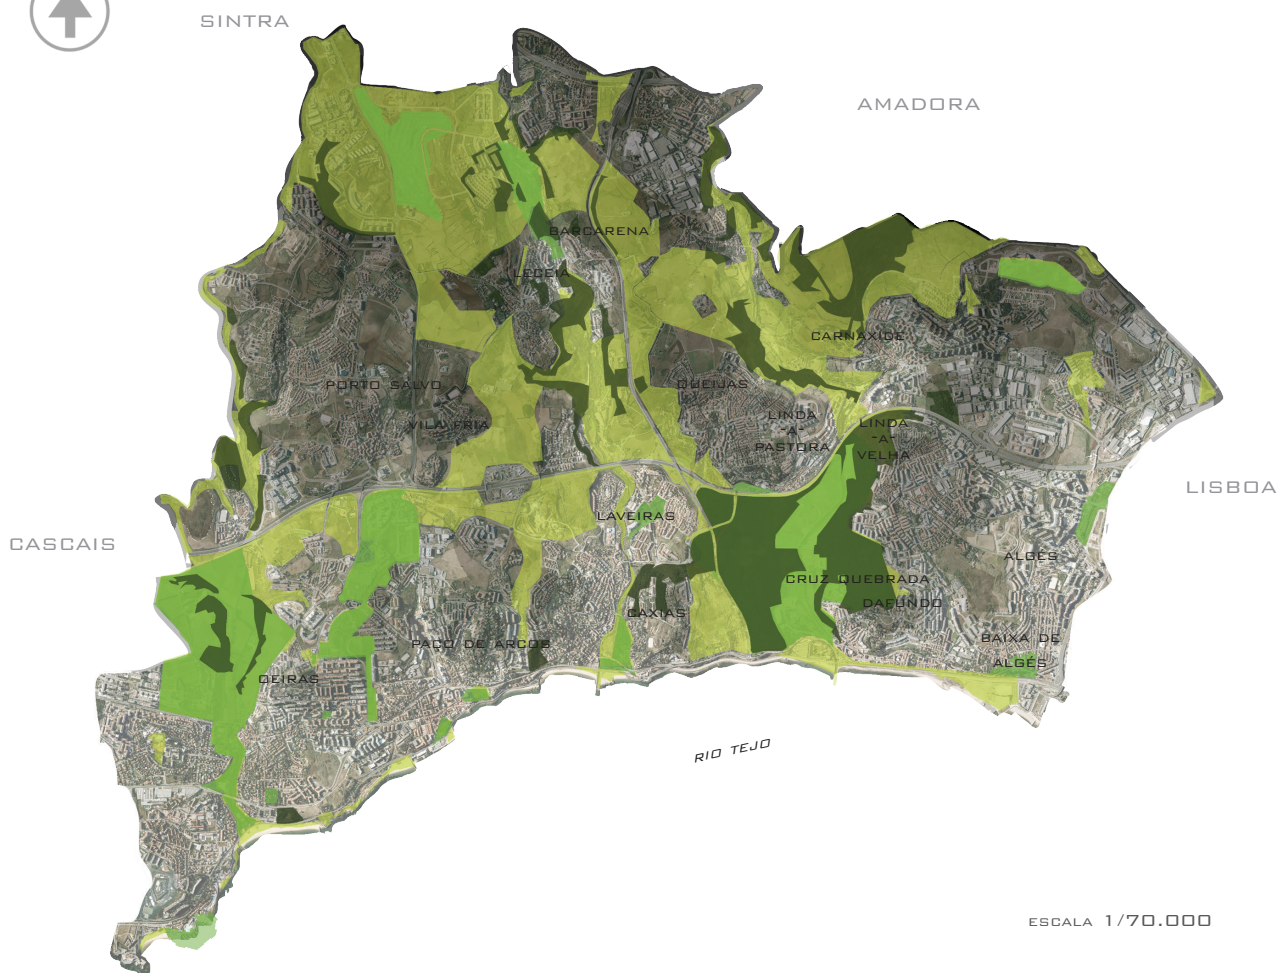 SINTRA
AMADORA
BARCARENA
LECEIA
CARNAXIDE
PORTO SALVO
QUEIJAS
VILA FRIA
LINDA
-A-
PASTORA
LINDA
-A-
VELHA
LISBOA
LAVEIRAS
CASCAIS
ALGÉS
CRUZ QUEBRADA
DAFUNDO
CAXIAS
PAÇO DE ARCOS
BAIXA DE
ALGÉS
OEIRAS
RIO TEJO
ESCALA 1/70.000